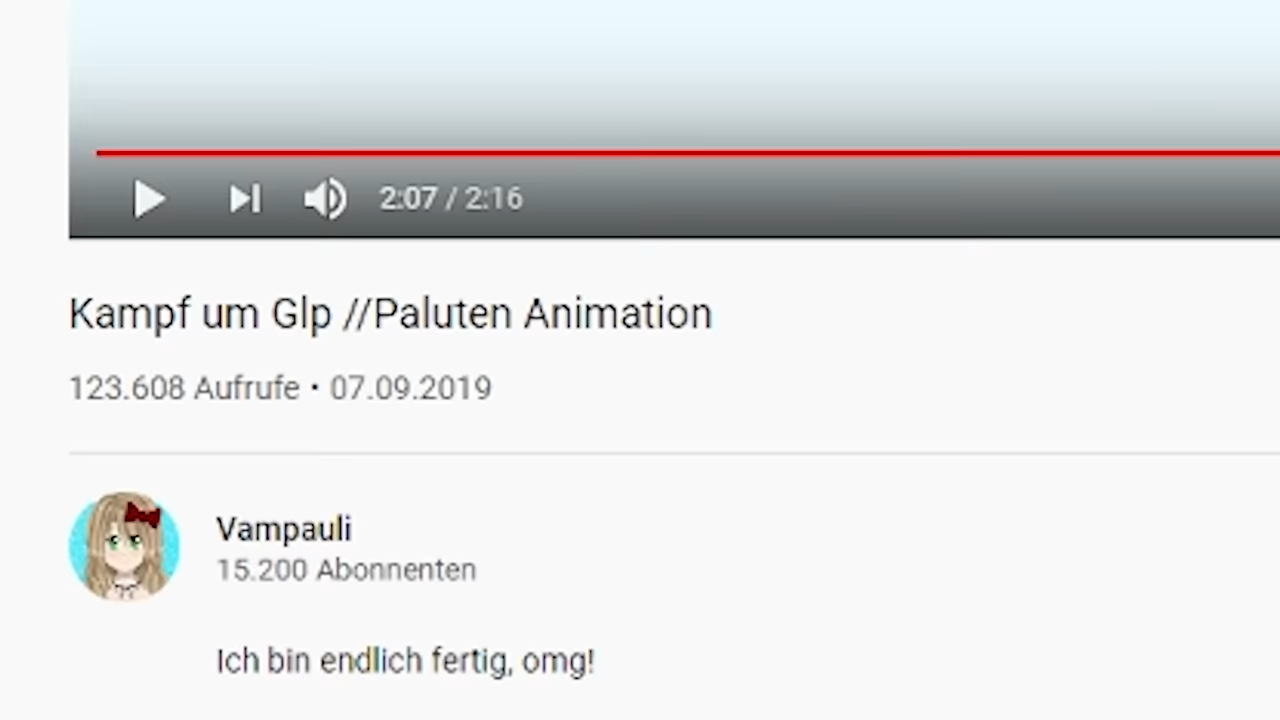 2:07 / 2:16
Kampf um Glp //Paluten Animation
123.608 Aufrufe • 07.09.2019
Vampauli
15.200 Abonnenten
Ich bin endlich fertig, omg!